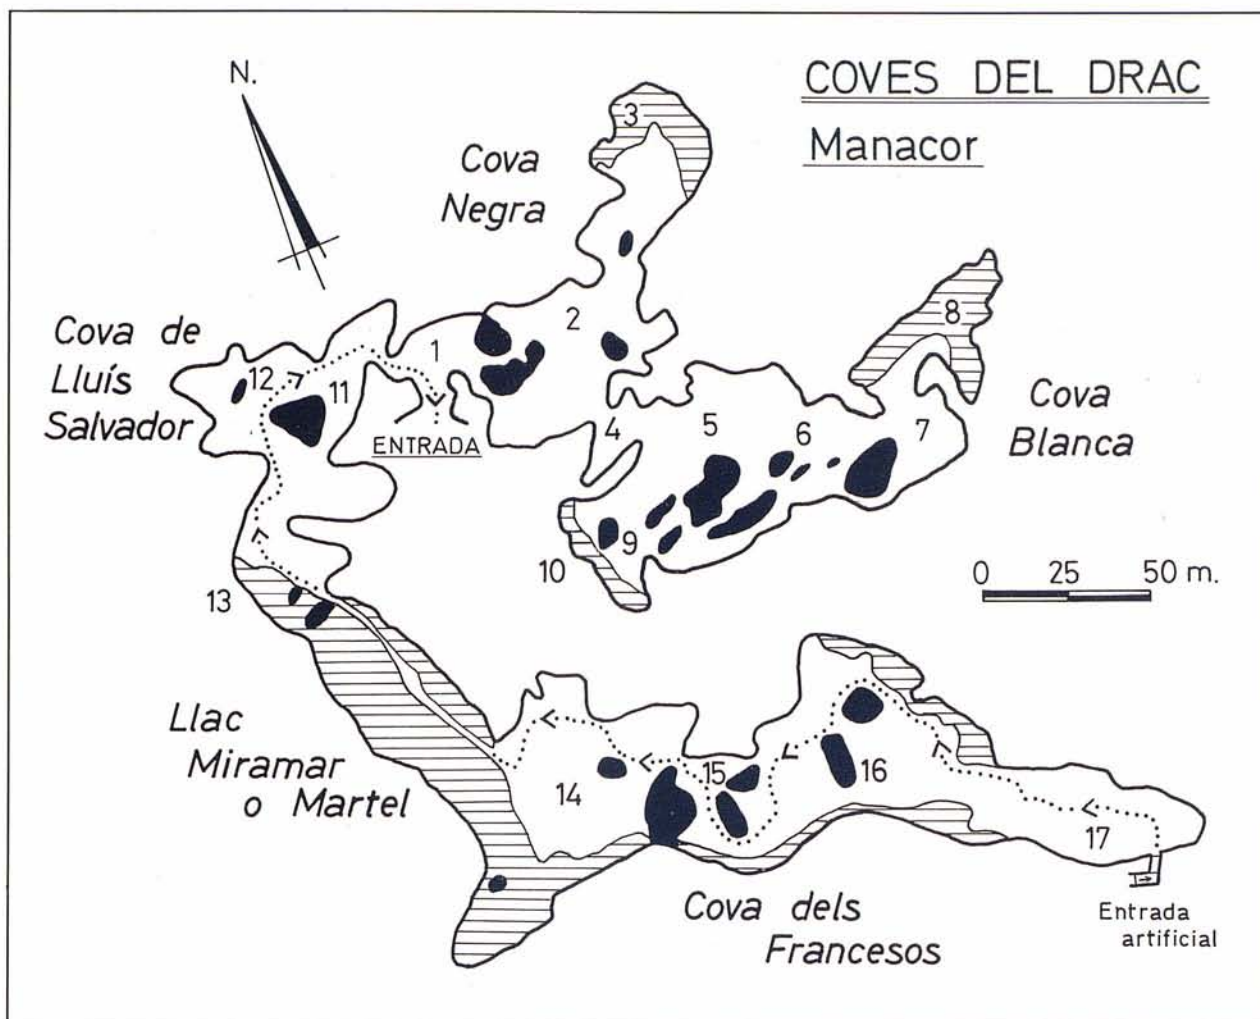 COVES DEL DRAC
Manacor
N.
Cova
Negra
3
2
1
Cova de
Lluís
Salvador
12
11
ENTRADA
4
5
6
7
8
Cova
Blanca
9
10
0 25 50 m.
13
Llac
Miramar
o Martel
14
15
16
17
Cova dels
Francesos
Entrada
artificial